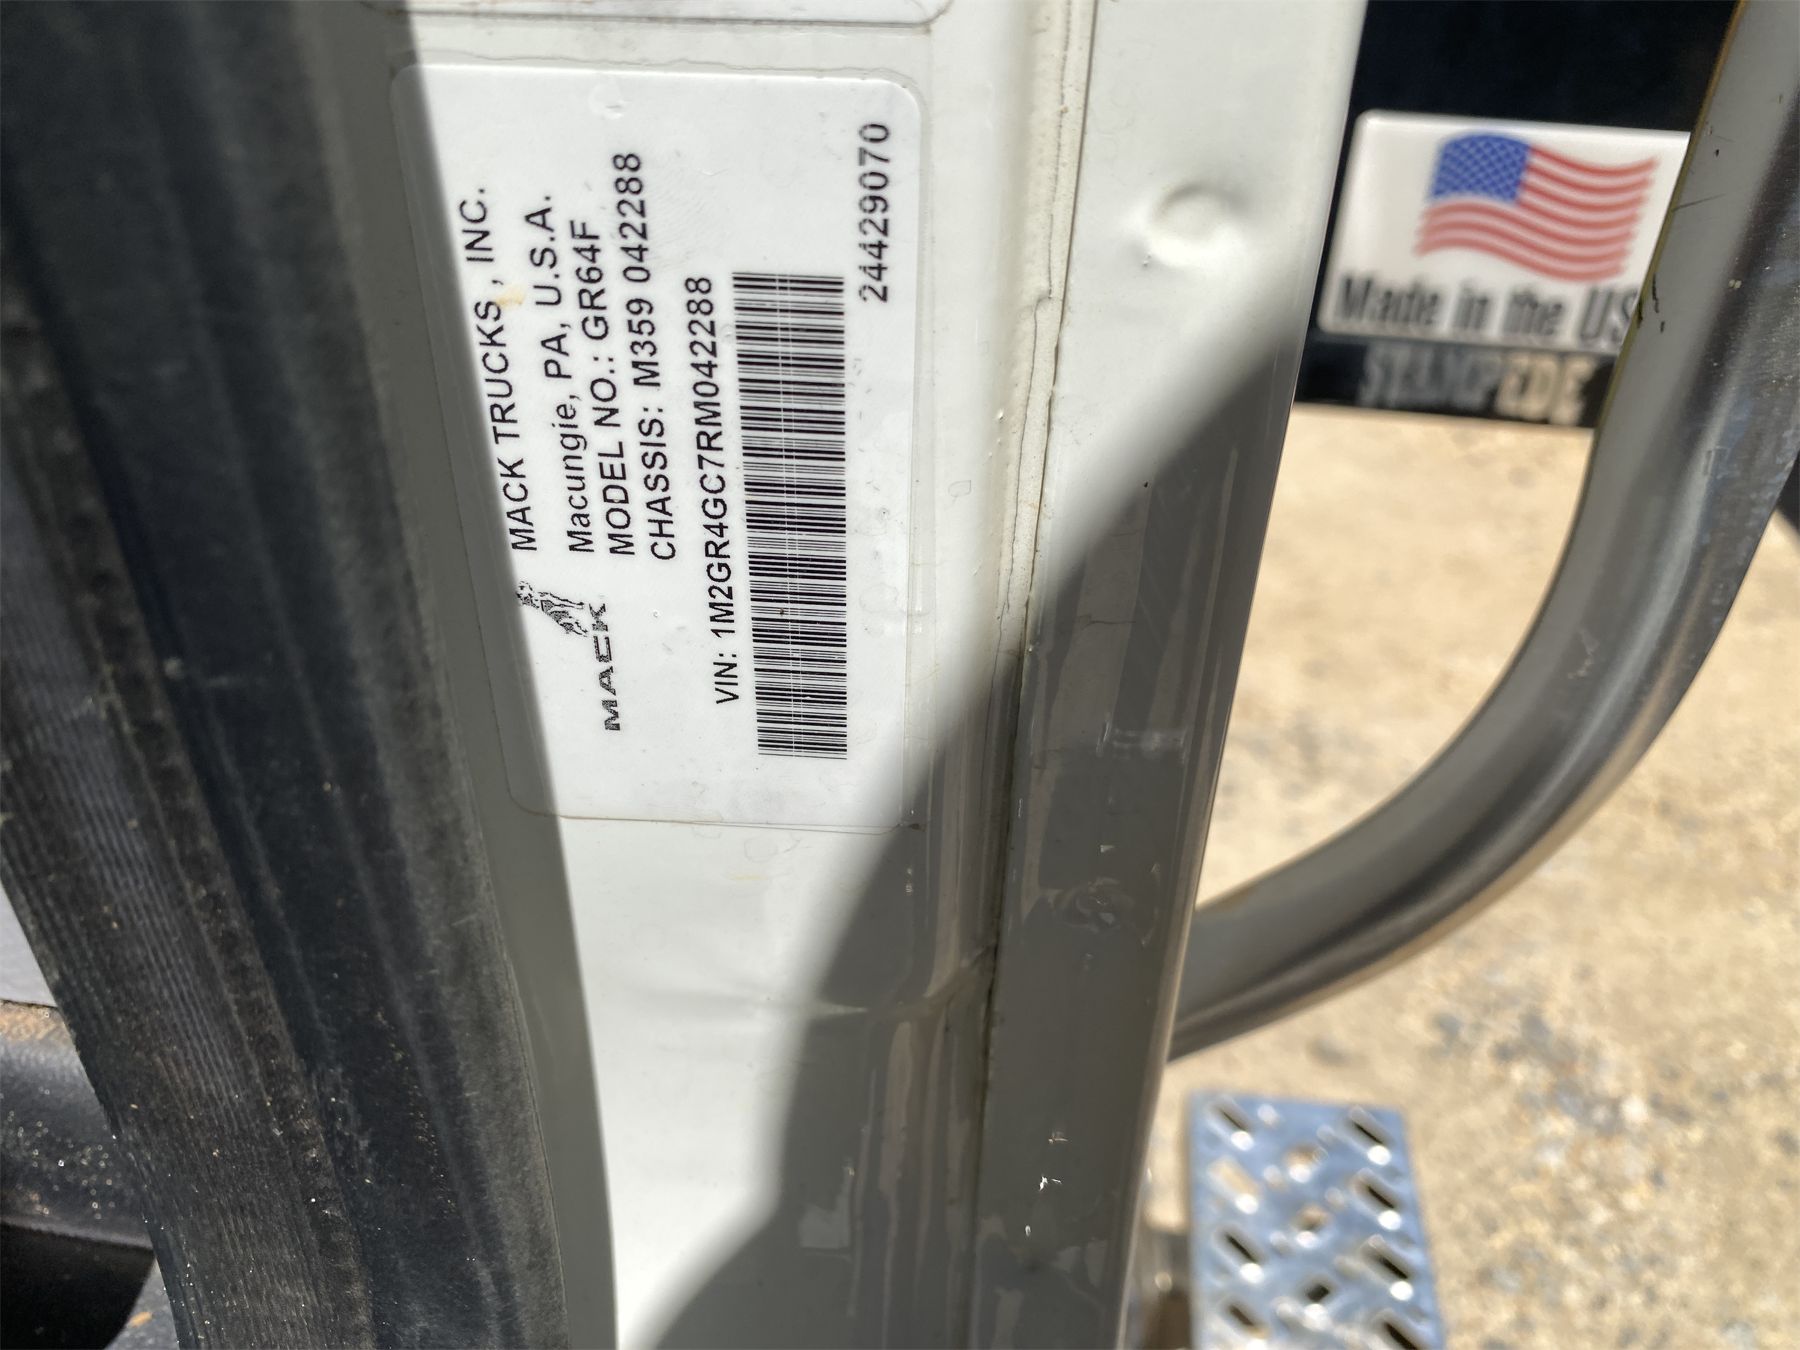 MACK TRUCKS , INC.
Macungie, PA, U.S.A.
MODEL NO.: GR64F
CHASSIS: M359 042288
MACK
VIN: 1M2GR4GC7RM042288
24429070
Made in the US
STAMPEDE